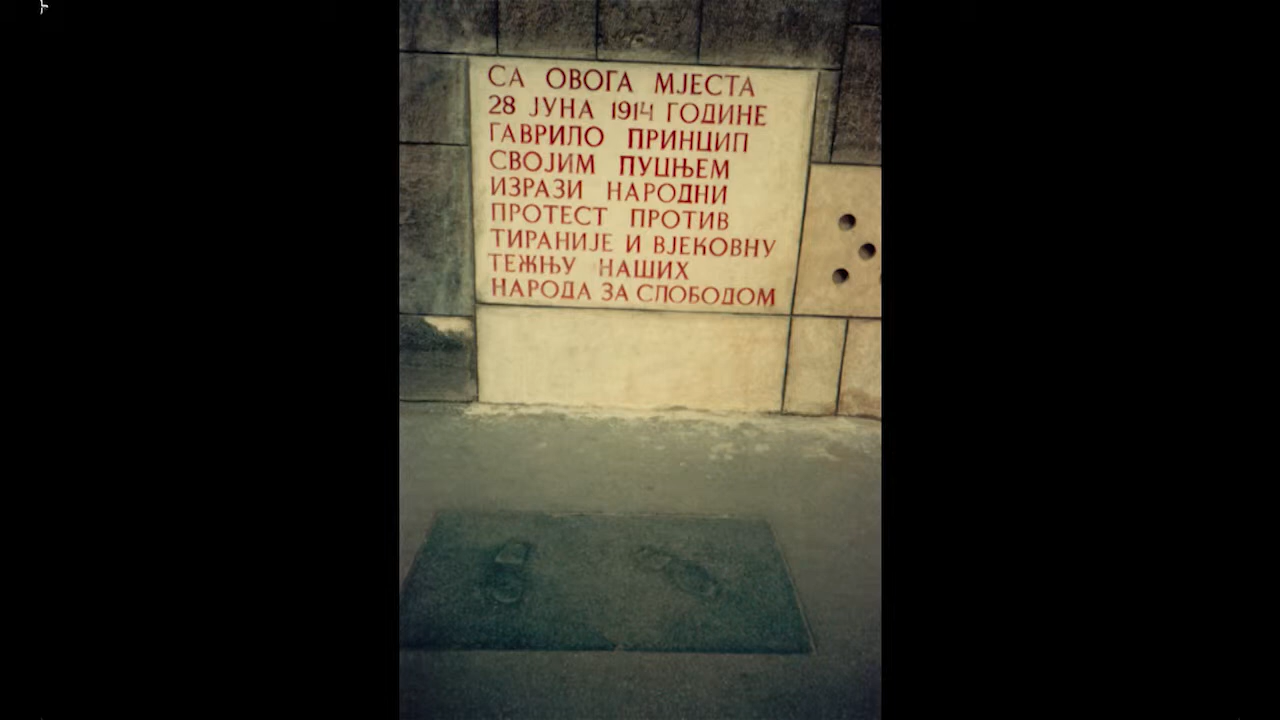 СА ОВОГА МЈЕСТА
28 ЈУНА 1914 ГОДИНЕ
ГАВРИЛО ПРИНЦИП
СВОЈИМ ПУЦЊЕМ
ИЗРАЗИ НАРОДНИ
ПРОТЕСТ ПРОТИВ
ТИРАНИЈЕ И ВЈЕКОВНУ
ТЕЖЊУ НАШИХ
НАРОДА ЗА СЛОБОДОМ